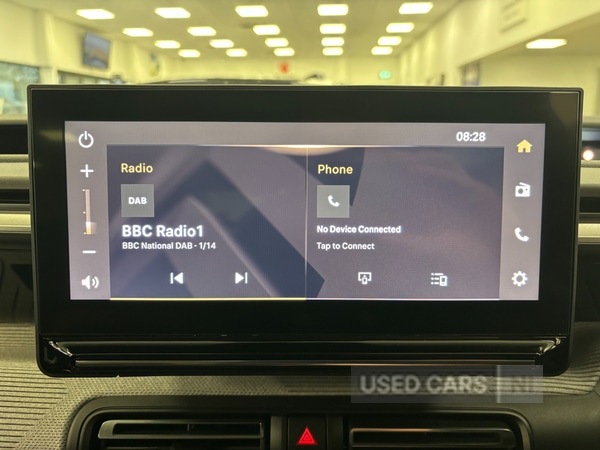 08:28
Radio
Phone
DAB
BBC Radio1
BBC National DAB - 1/14
No Device Connected
Tap to Connect
USED CARS NE